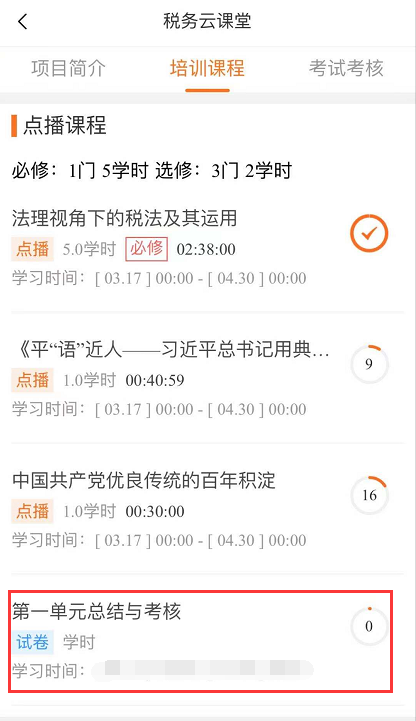 税务云课堂
项目简介 培训课程 考试考核
点播课程
必修：1门 5学时 选修：3门 2学时
法理视角下的税法及其运用
点播 5.0学时 必修 02:38:00
学习时间：[ 03.17 ] 00:00 - [ 04.30 ] 00:00
《平“语”近人——习近平总书记用典…
9
点播 1.0学时 00:40:59
学习时间：[ 03.17 ] 00:00 - [ 04.30 ] 00:00
中国共产党优良传统的百年积淀
16
点播 1.0学时 00:30:00
学习时间：[ 03.17 ] 00:00 - [ 04.30 ] 00:00
第一单元总结与考核
0
试卷 学时
学习时间：